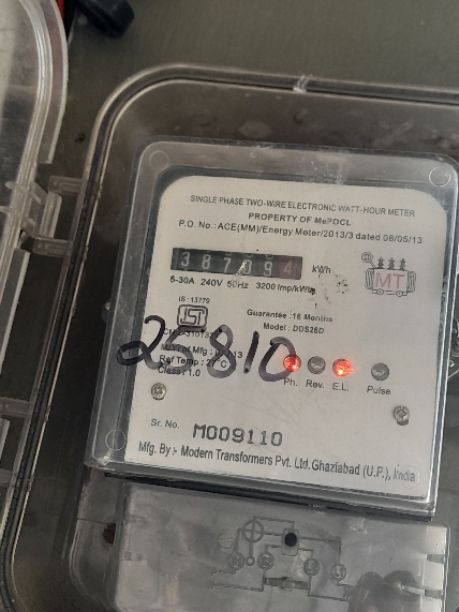 SINGLE PHASE TWO-WIRE ELECTRONIC WATT-HOUR METER
PROPERTY OF MePDCL
P.O. No.: ACE(MM)/Energy Meter/2013/3 dated 08/05/13
387094 kWh
5-30A 240V 50Hz 3200 imp/kWh
MT
IS : 13779
ISI
Guarantee :18 Months
Model : DDS26D
25810
Ref Temp : 27°C
Class : 1.0
Ph. Rev. E.L. Pulse
Sr. No. M009110
Mfg. By :- Modern Transformers Pvt. Ltd. Ghaziabad (U.P.), India